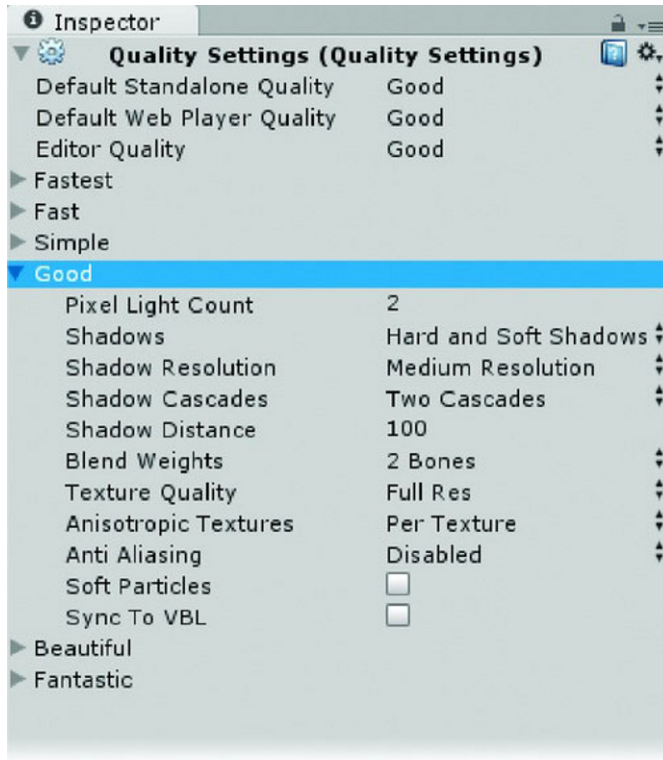 Inspector
Quality Settings (Quality Settings)
Default Standalone Quality Good
Default Web Player Quality Good
Editor Quality Good
Fastest
Fast
Simple
Good
Pixel Light Count 2
Shadows Hard and Soft Shadows
Shadow Resolution Medium Resolution
Shadow Cascades Two Cascades
Shadow Distance 100
Blend Weights 2 Bones
Texture Quality Full Res
Anisotropic Textures Per Texture
Anti Aliasing Disabled
Soft Particles
Sync To VBL
Beautiful
Fantastic